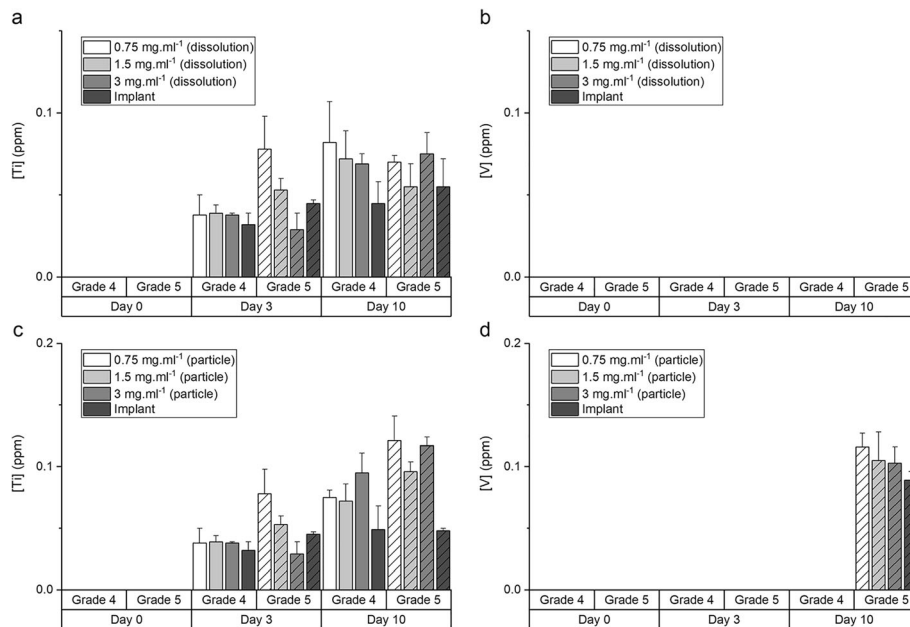 a
0.75 mg.ml⁻¹ (dissolution)
1.5 mg.ml⁻¹ (dissolution)
3 mg.ml⁻¹ (dissolution)
Implant
[Ti] (ppm)
0.1
0.0
Grade 4 Grade 5 Grade 4 Grade 5 Grade 4 Grade 5
Day 0 Day 3 Day 10
b
0.75 mg.ml⁻¹ (dissolution)
1.5 mg.ml⁻¹ (dissolution)
3 mg.ml⁻¹ (dissolution)
Implant
[V] (ppm)
0.1
0.0
Grade 4 Grade 5 Grade 4 Grade 5 Grade 4 Grade 5
Day 0 Day 3 Day 10
c
0.2
0.75 mg.ml⁻¹ (particle)
1.5 mg.ml⁻¹ (particle)
3 mg.ml⁻¹ (particle)
Implant
[Ti] (ppm)
0.1
0.0
Grade 4 Grade 5 Grade 4 Grade 5 Grade 4 Grade 5
Day 0 Day 3 Day 10
d
0.2
0.75 mg.ml⁻¹ (particle)
1.5 mg.ml⁻¹ (particle)
3 mg.ml⁻¹ (particle)
Implant
[V] (ppm)
0.1
0.0
Grade 4 Grade 5 Grade 4 Grade 5 Grade 4 Grade 5
Day 0 Day 3 Day 10